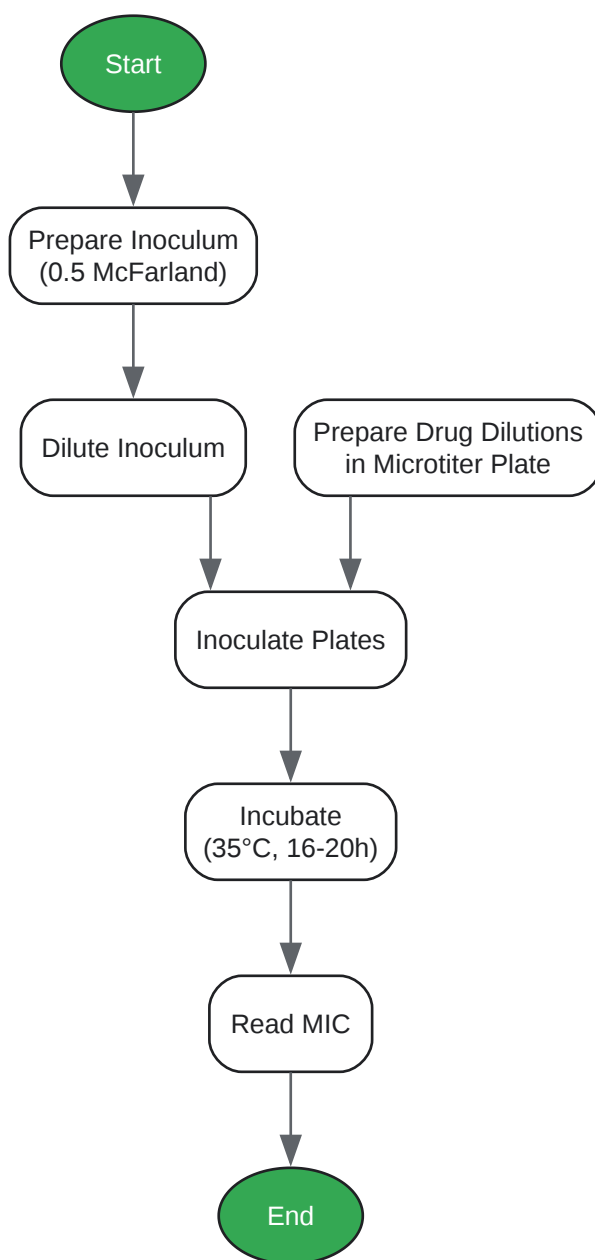 Start
Prepare Inoculum
(0.5 McFarland)
Dilute Inoculum
Prepare Drug Dilutions
in Microtiter Plate
Inoculate Plates
Incubate
(35°C, 16-20h)
Read MIC
End